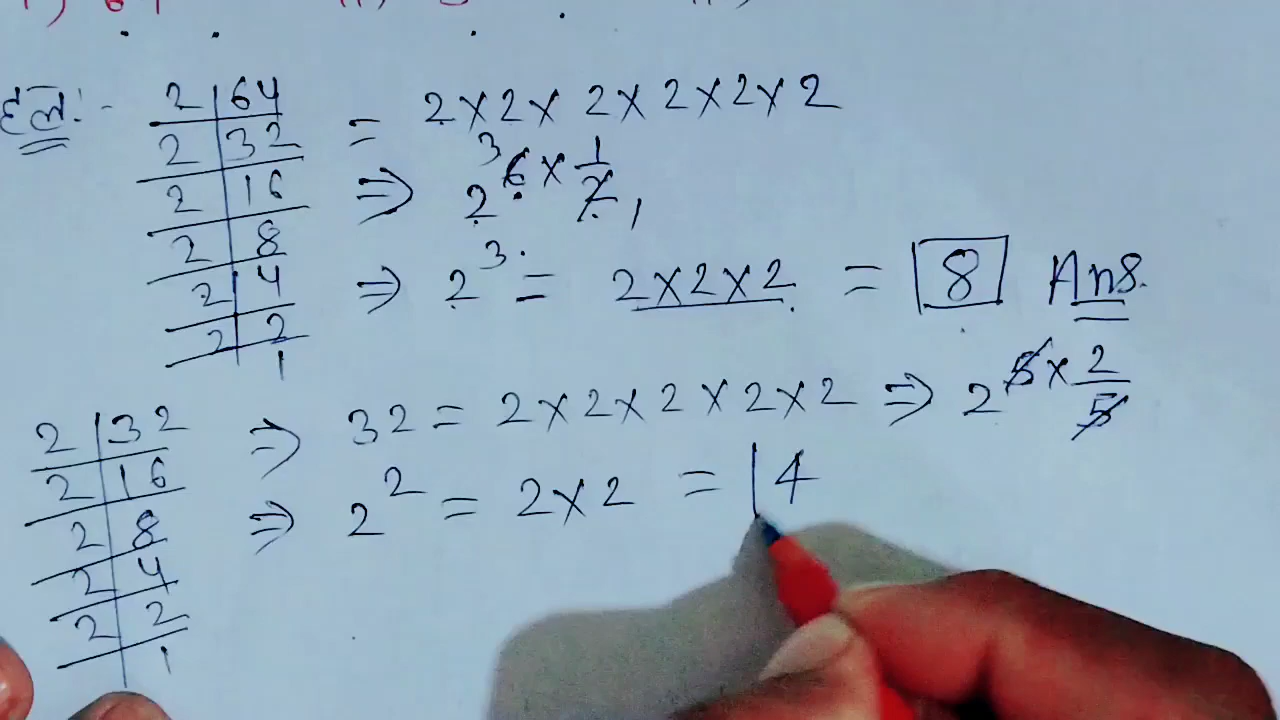 हल :- 2 | 64 = 2 × 2 × 2 × 2 × 2 × 2
2 | 32
2 | 16 ⇒ 2^6 × 1/2 3 1
2 | 8
2 | 4 ⇒ 2^3 = 2 × 2 × 2 = 8 Ans.
2 | 2
1
2 | 32 ⇒ 32 = 2 × 2 × 2 × 2 × 2 ⇒ 2^5 × 2/5
2 | 16
2 | 8 ⇒ 2^2 = 2 × 2 = 4
2 | 4
2 | 2
1